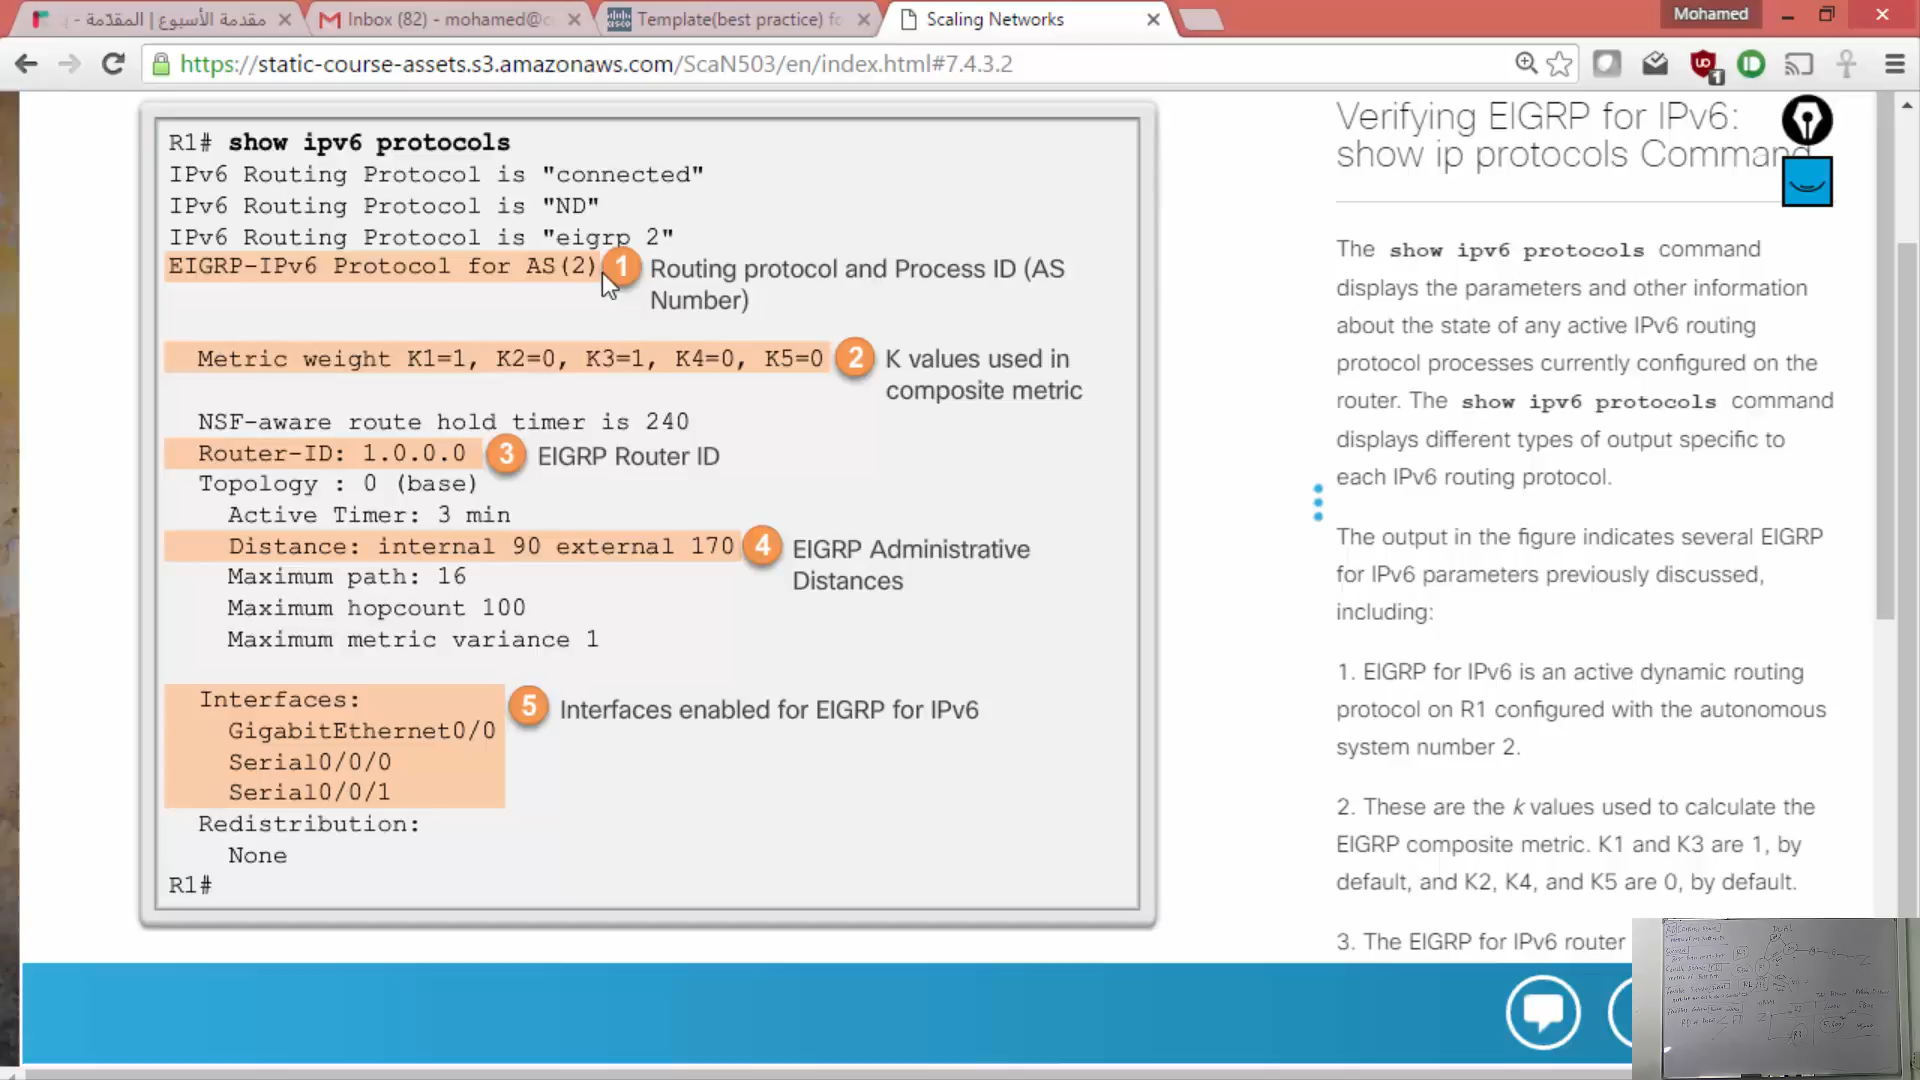 مقدمة الأسبوع | المقدّمة -
Inbox (82) - mohamed@c
Template(best practice) fo
Scaling Networks
Mohamed
https://static-course-assets.s3.amazonaws.com/ScaN503/en/index.html#7.4.3.2
R1# show ipv6 protocols
IPv6 Routing Protocol is "connected"
IPv6 Routing Protocol is "ND"
IPv6 Routing Protocol is "eigrp 2"
EIGRP-IPv6 Protocol for AS(2)
1 Routing protocol and Process ID (AS
Number)
Metric weight K1=1, K2=0, K3=1, K4=0, K5=0
2 K values used in
composite metric
NSF-aware route hold timer is 240
Router-ID: 1.0.0.0
3 EIGRP Router ID
Topology : 0 (base)
Active Timer: 3 min
Distance: internal 90 external 170
4 EIGRP Administrative
Distances
Maximum path: 16
Maximum hopcount 100
Maximum metric variance 1
Interfaces:
5 Interfaces enabled for EIGRP for IPv6
GigabitEthernet0/0
Serial0/0/0
Serial0/0/1
Redistribution:
None
R1#
Verifying EIGRP for IPv6:
show ip protocols Command
The show ipv6 protocols command
displays the parameters and other information
about the state of any active IPv6 routing
protocol processes currently configured on the
router. The show ipv6 protocols command
displays different types of output specific to
each IPv6 routing protocol.
The output in the figure indicates several EIGRP
for IPv6 parameters previously discussed,
including:
1. EIGRP for IPv6 is an active dynamic routing
protocol on R1 configured with the autonomous
system number 2.
2. These are the k values used to calculate the
EIGRP composite metric. K1 and K3 are 1, by
default, and K2, K4, and K5 are 0, by default.
3. The EIGRP for IPv6 router
DUAL